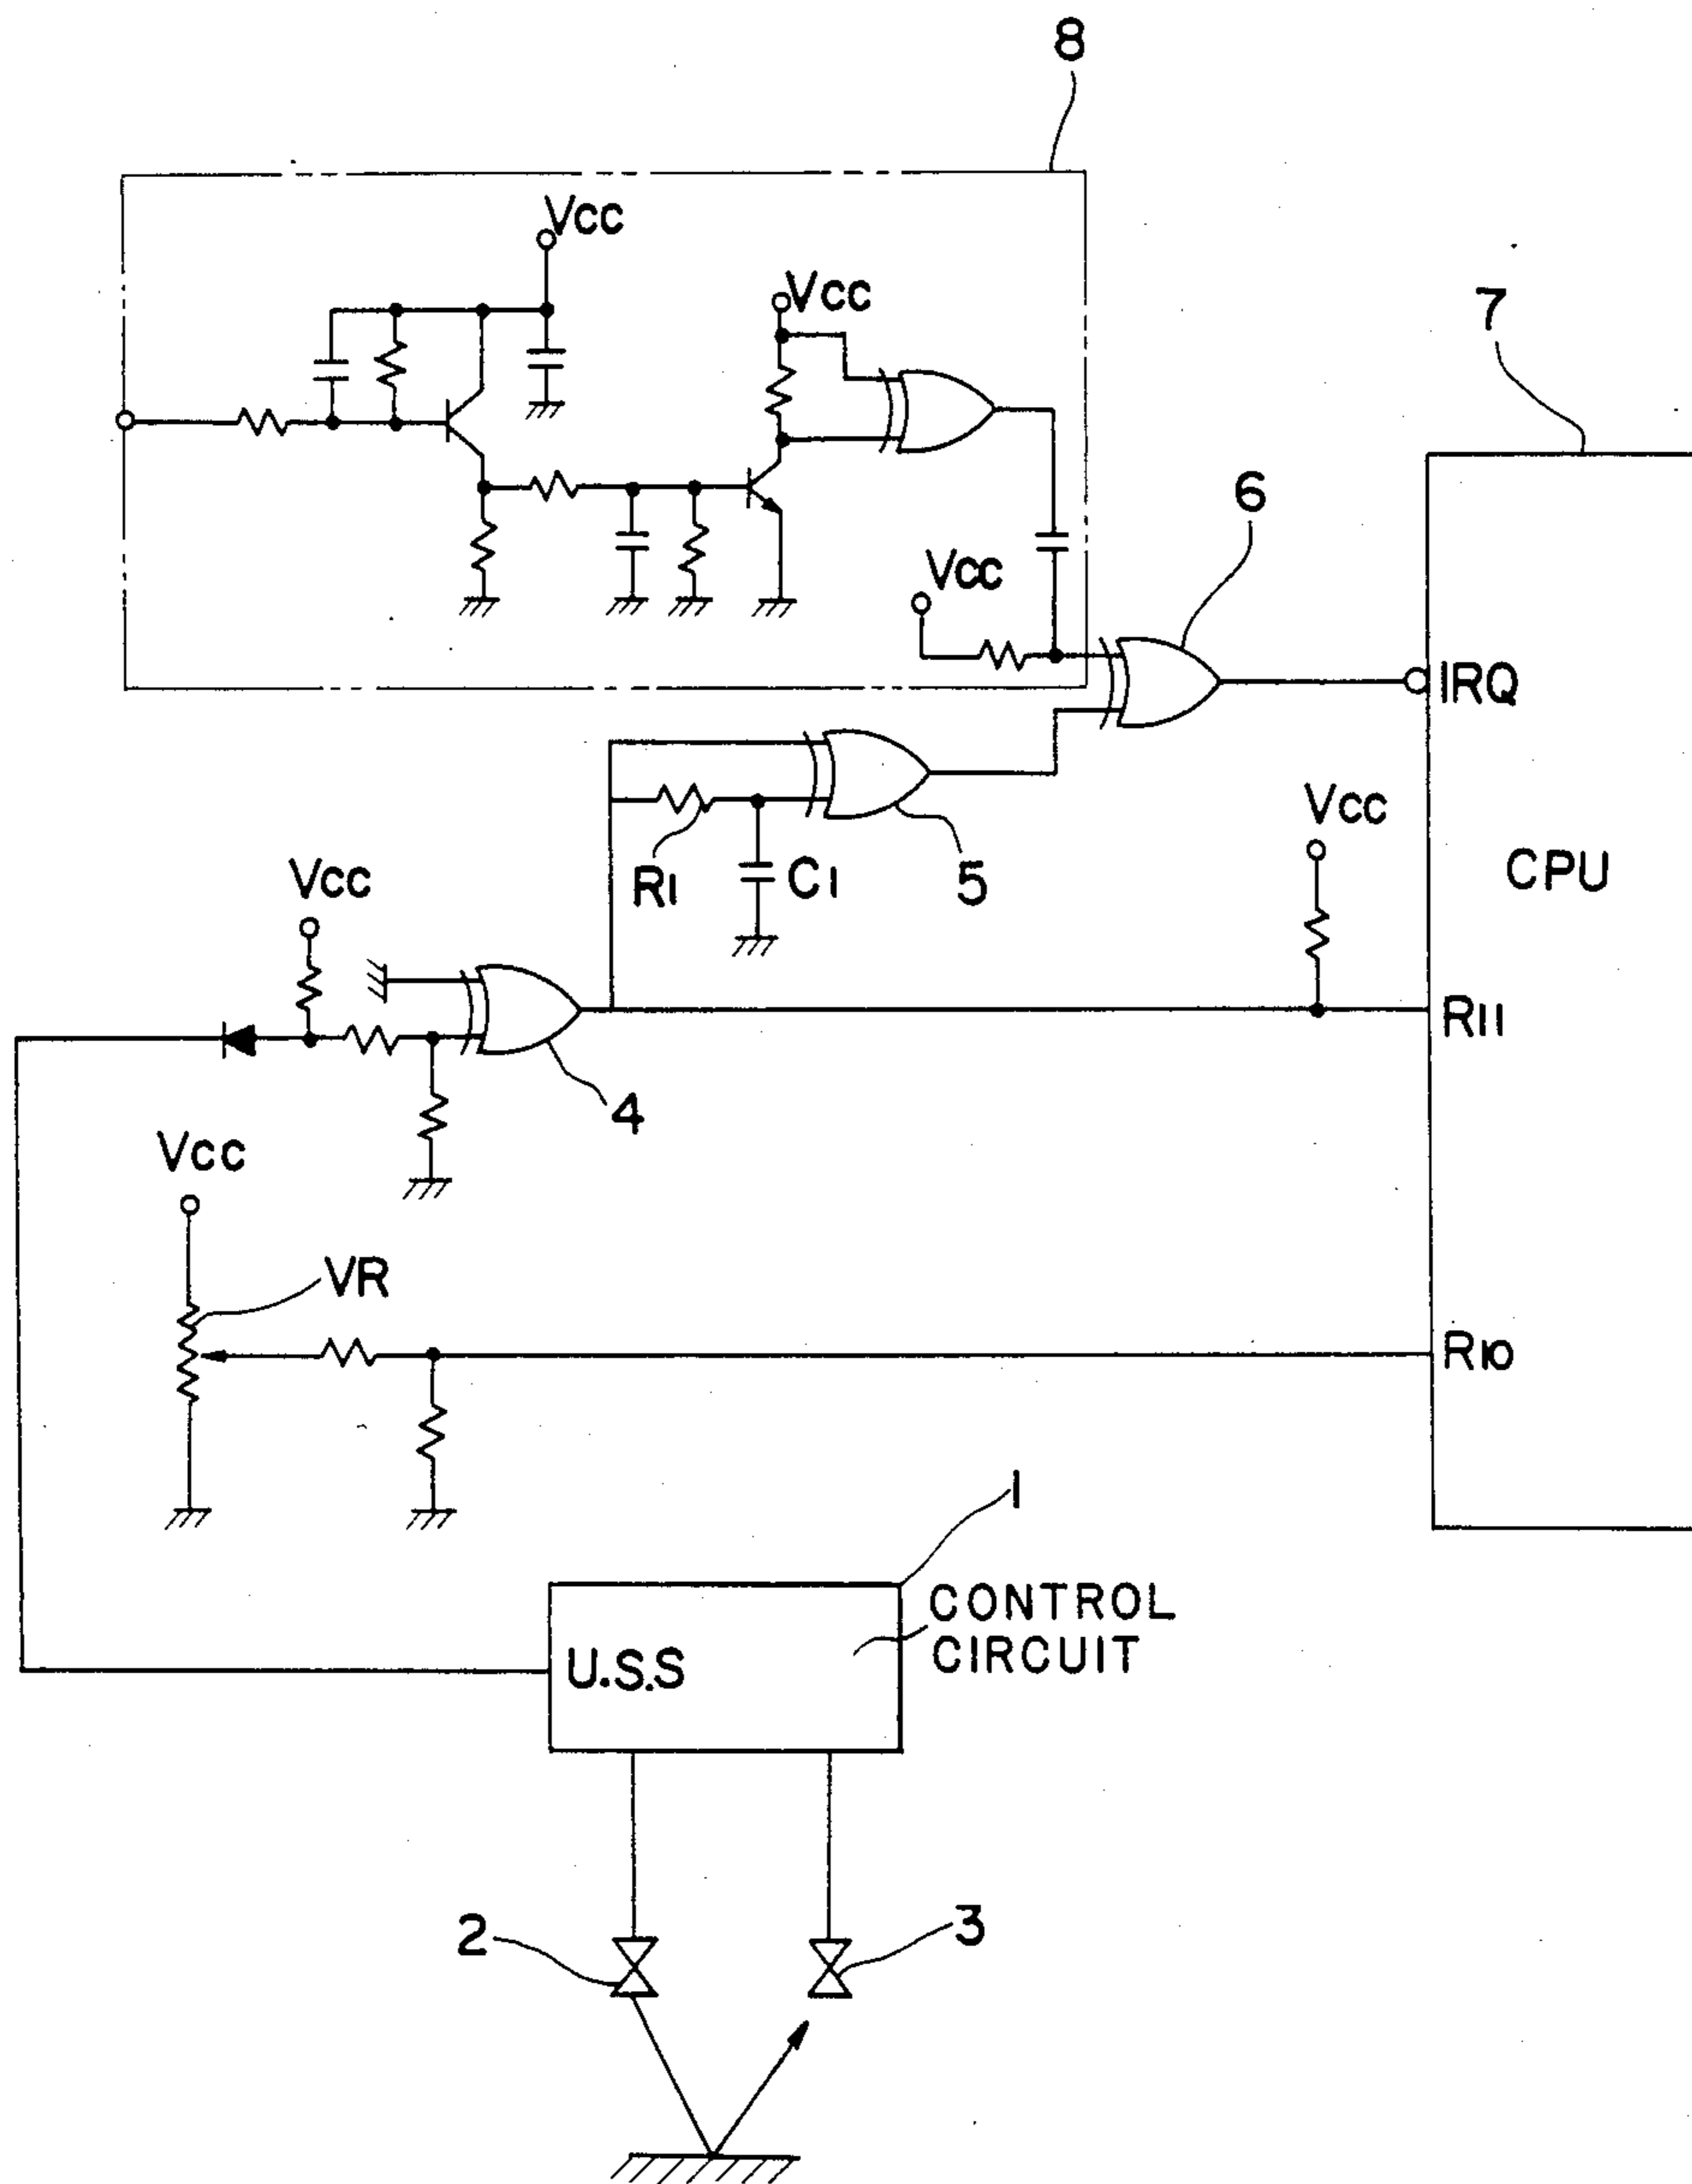 8
Vcc
Vcc
7
6
Vcc
IRQ
Vcc
CPU
R1
C1
5
Vcc
R11
4
Vcc
VR
R10
1
CONTROL
CIRCUIT
U.S.S
2
3